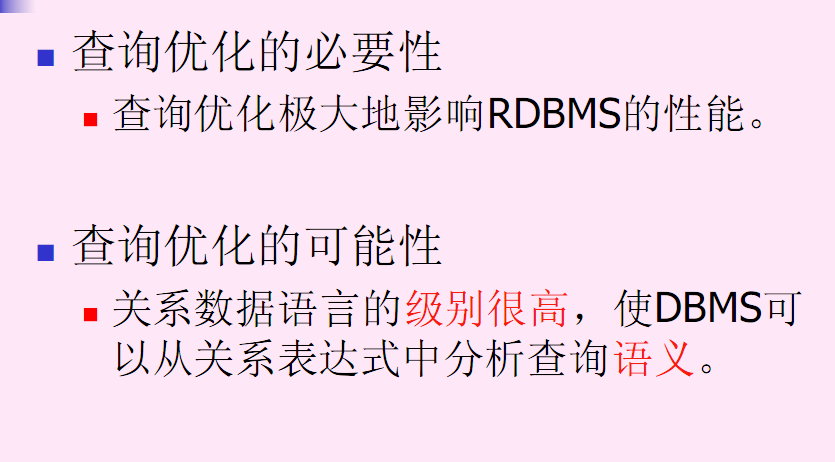 查询优化的必要性
查询优化极大地影响RDBMS的性能。
查询优化的可能性
关系数据语言的级别很高，使DBMS可
以从关系表达式中分析查询语义。